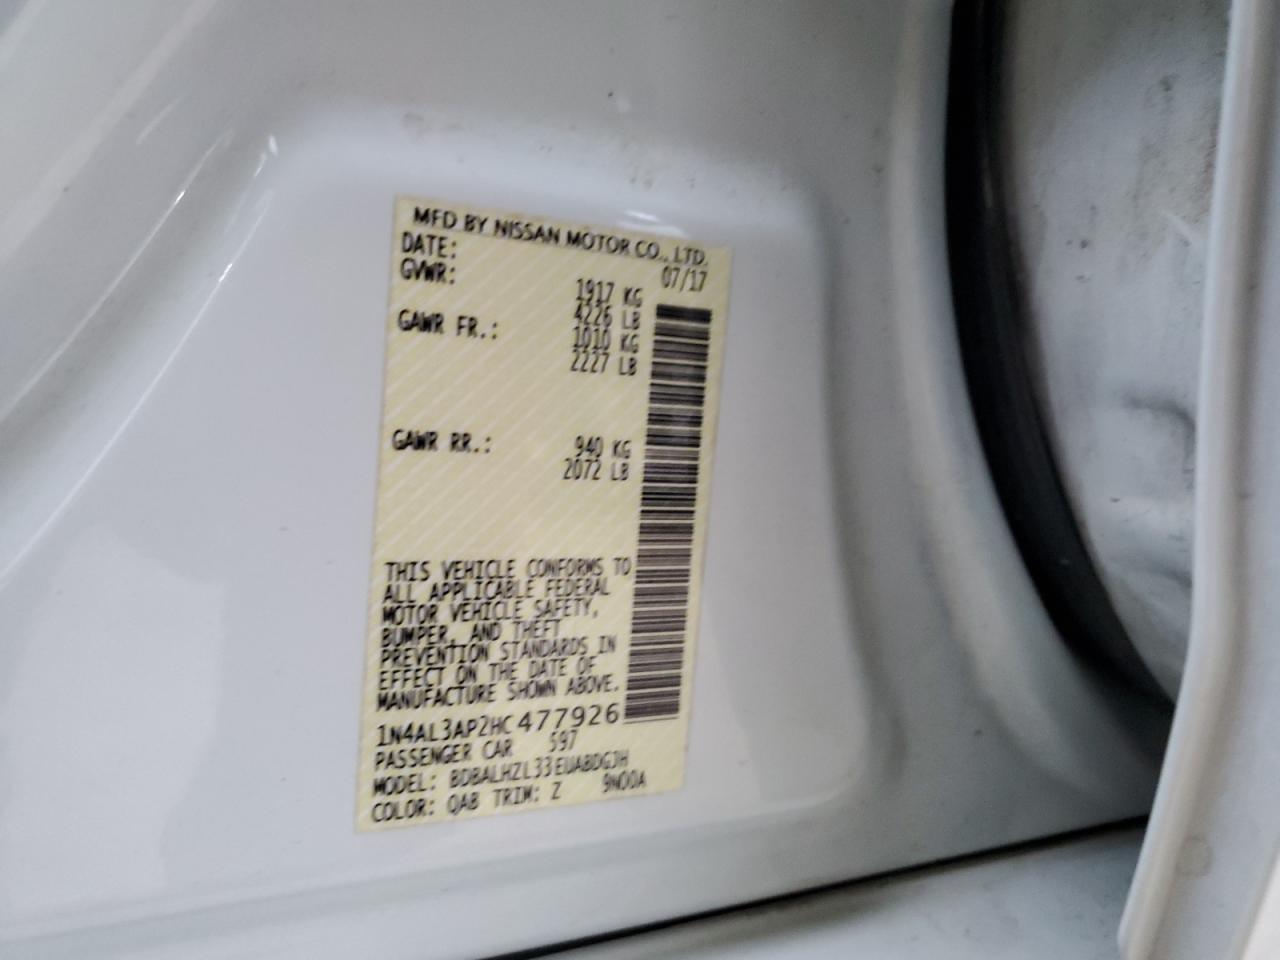 MFD BY NISSAN MOTOR CO., LTD.
DATE: 07/17
GVWR: 1917 KG
4226 LB
GAWR FR.: 1010 KG
2227 LB
GAWR RR.: 940 KG
2072 LB
THIS VEHICLE CONFORMS TO
ALL APPLICABLE FEDERAL
MOTOR VEHICLE SAFETY,
BUMPER, AND THEFT
PREVENTION STANDARDS IN
EFFECT ON THE DATE OF
MANUFACTURE SHOWN ABOVE.
1N4AL3AP2HC477926
PASSENGER CAR 597
MODEL: BDBALHZL33EUABDGJH
COLOR: QAB TRIM: Z 9N00A